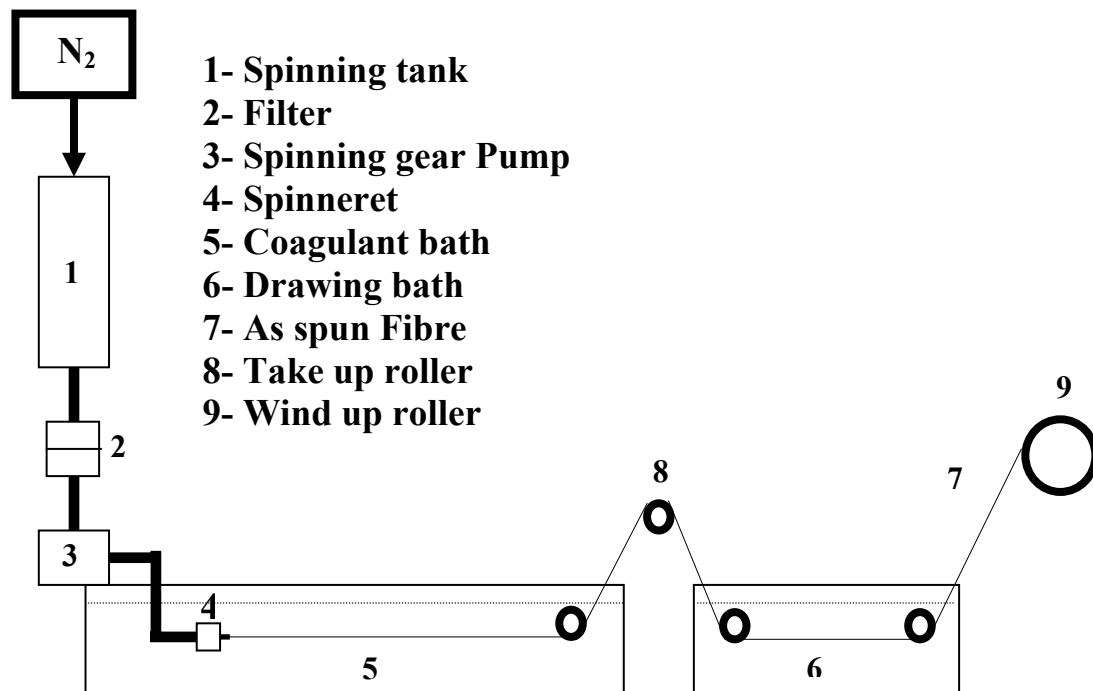 N₂
1- Spinning tank
2- Filter
3- Spinning gear Pump
4- Spinneret
5- Coagulant bath
6- Drawing bath
7- As spun Fibre
8- Take up roller
9- Wind up roller
1
2
3
4
5
8
6
7
9